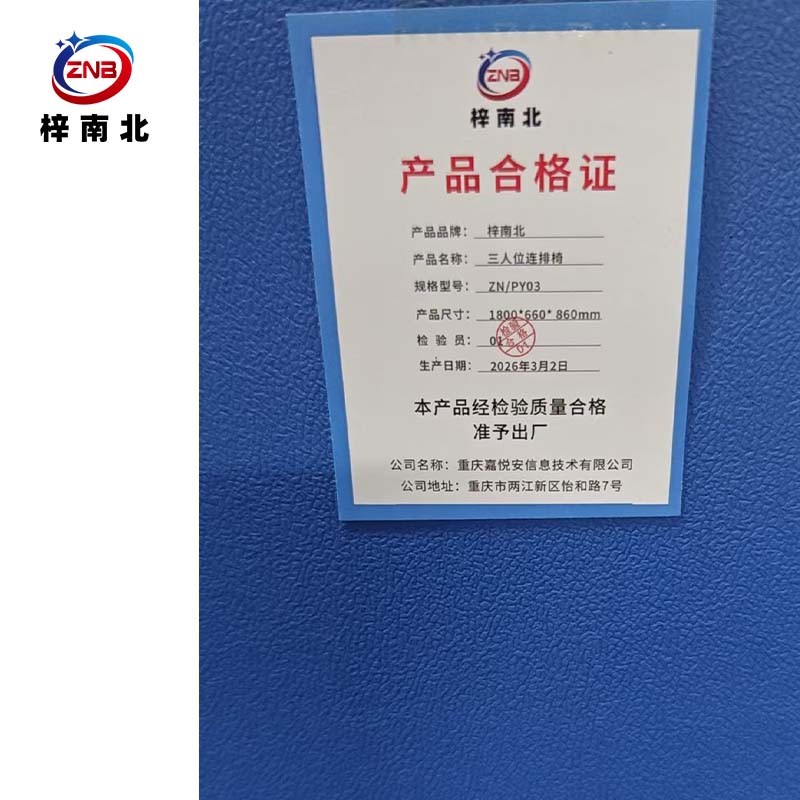 ZNB
梓南北
ZNB
梓南北
产品合格证
产品品牌： 梓南北
产品名称： 三人位连排椅
规格型号： ZN/PY03
产品尺寸： 1800*660* 860mm
检 验 员： 01
检验
合格
01
生产日期： 2026年3月2日
本产品经检验质量合格
准予出厂
公司名称：重庆嘉悦安信息技术有限公司
公司地址：重庆市两江新区怡和路7号